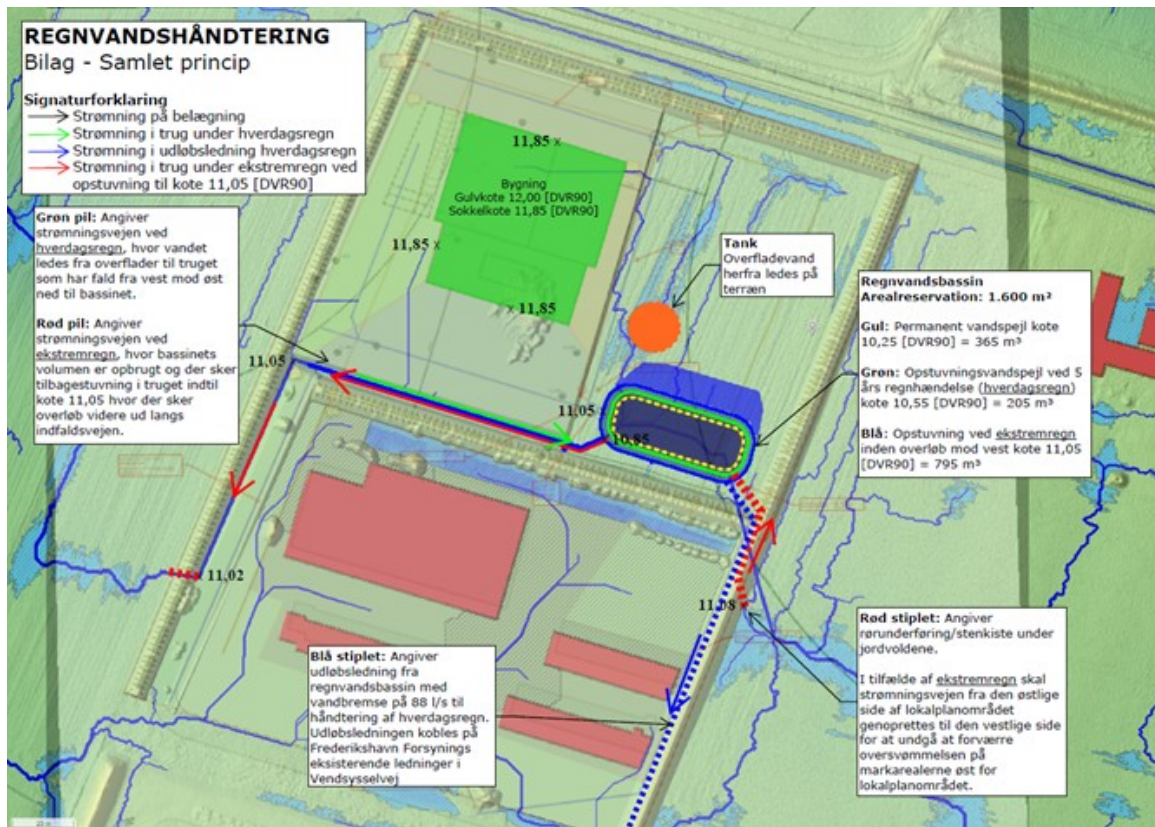 REGNVANDSHÅNDTERING
Bilag - Samlet princip
Signaturforklaring
Strømning på belægning
Strømning i trug under hverdagsregn
Strømning i udløbsledning hverdagsregn
Strømning i trug under ekstremregn ved
opstuvning til kote 11,05 [DVR90]
Grøn pil: Angiver
strømningsvejen ved
hverdagsregn, hvor vandet
ledes fra overflader til truget
som har fald fra vest mod øst
ned til bassinet.
Rød pil: Angiver
strømningsvejen ved
ekstremregn, hvor bassinets
volumen er opbrugt og der sker
tilbagestuvning i truget indtil
kote 11,05 hvor der sker
overløb videre ud langs
indfaldsvejen.
11,85 x
Bygning
Gulvkote 12,00 [DVR90]
Sokkelkote 11,85 [DVR90]
11,85 x
x 11,85
Tank
Overfladevand
herfra ledes på
terræn
Regnvandsbassin
Arealreservation: 1.600 m²
Gul: Permanent vandspejl kote
10,25 [DVR90] = 365 m³
Grøn: Opstuvningsvandspejl ved 5
års regnhændelse (hverdagsregn)
kote 10,55 [DVR90] = 205 m³
Blå: Opstuvning ved ekstremregn
inden overløb mod vest kote 11,05
[DVR90] = 795 m³
11,05
11,05
10,85
11,02
11,08
Blå stiplet: Angiver
udløbsledning fra
regnvandsbassin med
vandbremse på 88 l/s til
håndtering af hverdagsregn.
Udløbsledningen kobles på
Frederikshavn Forsynings
eksisterende ledninger i
Vendsysselvej
Rød stiplet: Angiver
rørunderføring/stenkiste under
jordvoldene.
I tilfælde af ekstremregn skal
strømningsvejen fra den østlige
side af lokalplanområdet
genoprettes til den vestlige side
for at undgå at forværre
oversvømmelsen på
markarealerne øst for
lokalplanområdet.